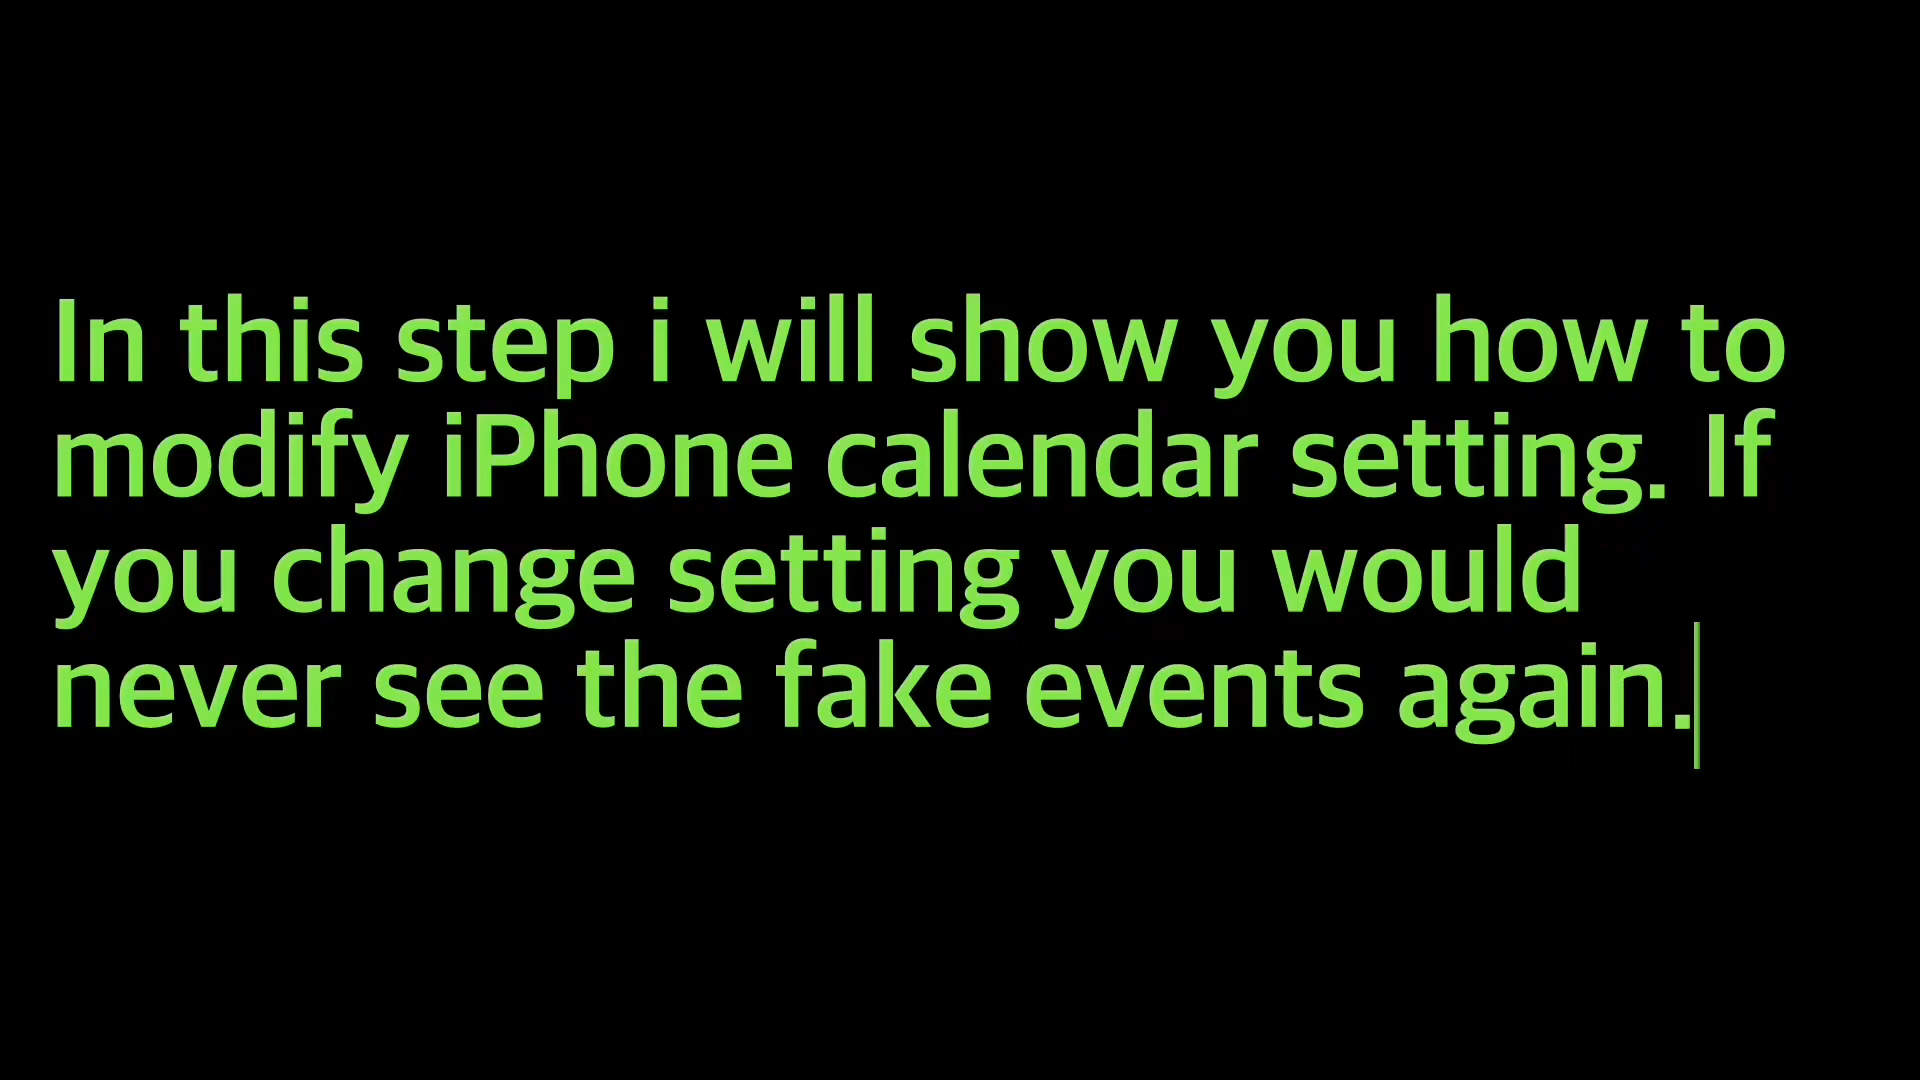 In this step i will show you how to
modify iPhone calendar setting. If
you change setting you would
never see the fake events again.